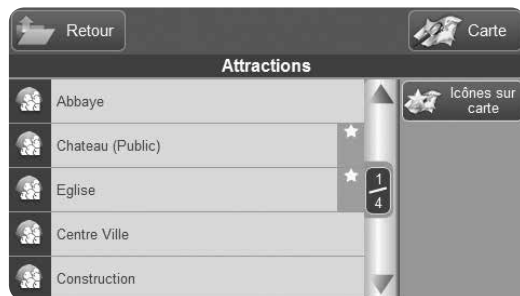 Retour
Carte
Attractions
Abbaye
Chateau (Public)
Eglise
Centre Ville
Construction
1
4
Icônes sur
carte